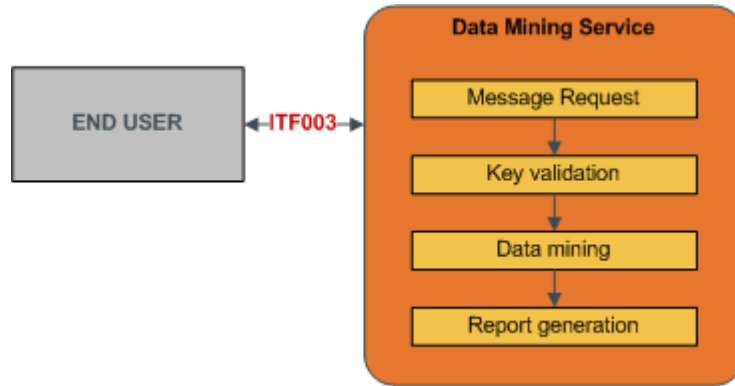 Data Mining Service
Message Request
END USER
ITF003
Key validation
Data mining
Report generation